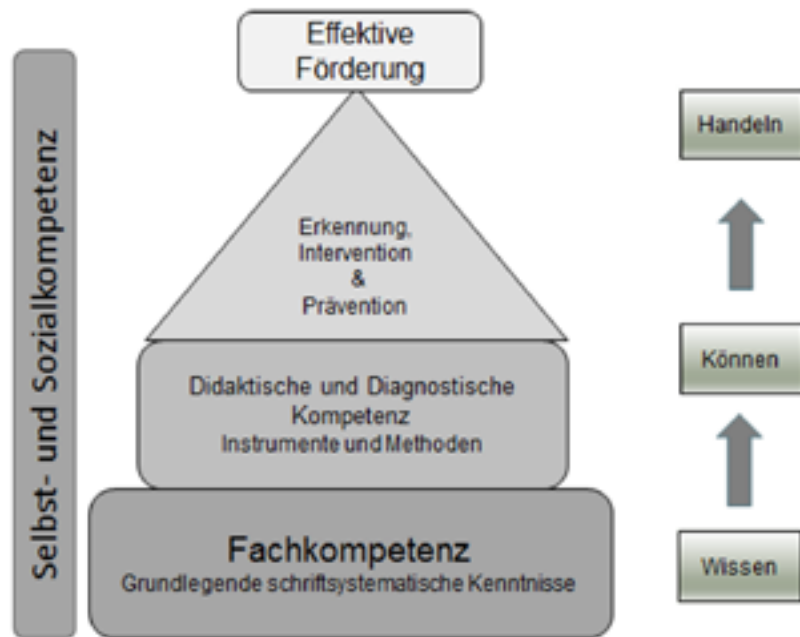 Effektive
Förderung
Selbst- und Sozialkompetenz
Erkennung,
Intervention
&
Prävention
Didaktische und Diagnostische
Kompetenz
Instrumente und Methoden
Fachkompetenz
Grundlegende schriftsystematische Kenntnisse
Handeln
Können
Wissen